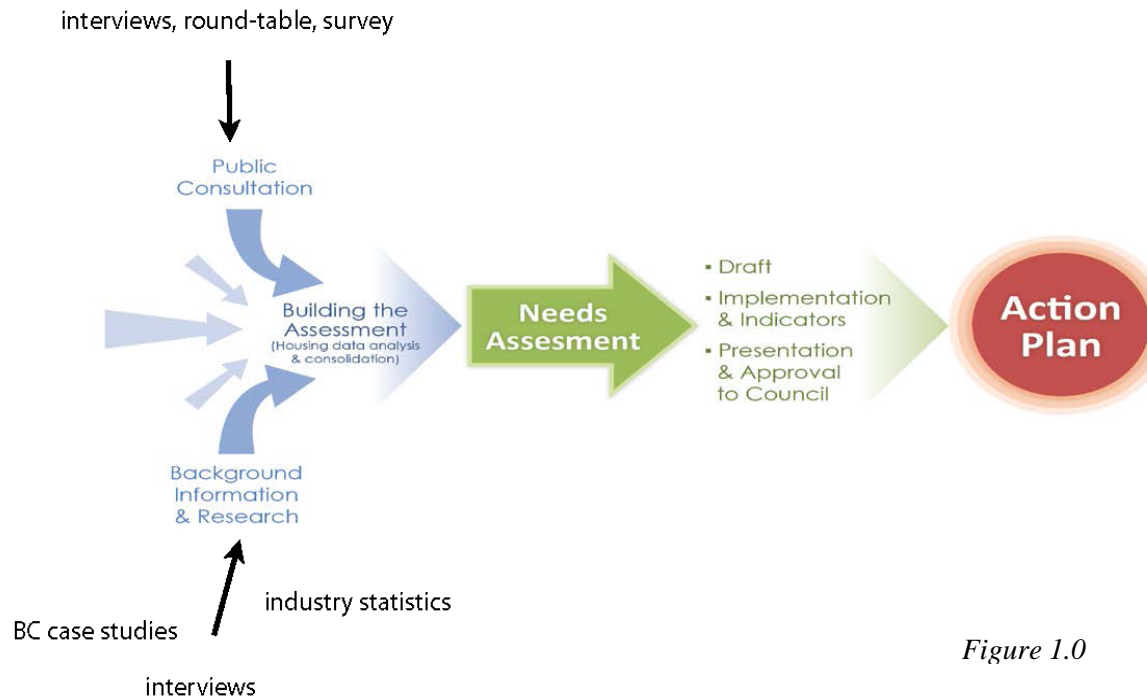 interviews, round-table, survey
Public
Consultation
Building the
Assessment
(Housing data analysis
& consolidation)
Background
Information
& Research
industry statistics
BC case studies
interviews
Needs
Assesment
▪ Draft
▪ Implementation
& Indicators
▪ Presentation
& Approval
to Council
Action
Plan
Figure 1.0